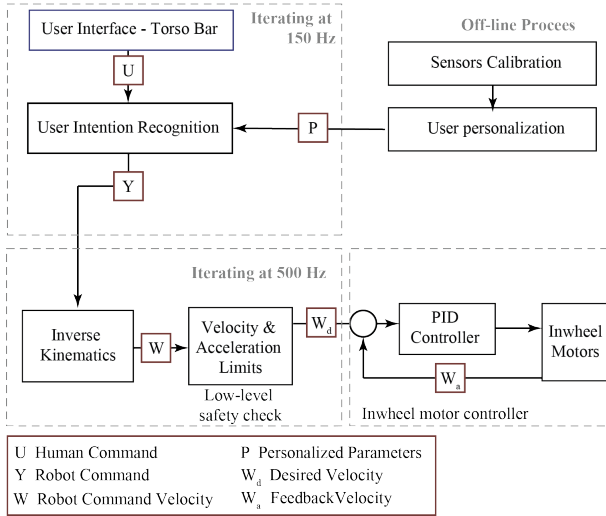 User Interface - Torso Bar
Iterating at
150 Hz
Off-line Procees
U
Sensors Calibration
User Intention Recognition
P
User personalization
Y
Iterating at 500 Hz
Inverse
Kinematics
W
Velocity &
Acceleration
Limits
Wd
PID
Controller
Inwheel
Motors
Wa
Low-level
safety check
Inwheel motor controller
U Human Command
Y Robot Command
W Robot Command Velocity
P Personalized Parameters
Wd Desired Velocity
Wa FeedbackVelocity